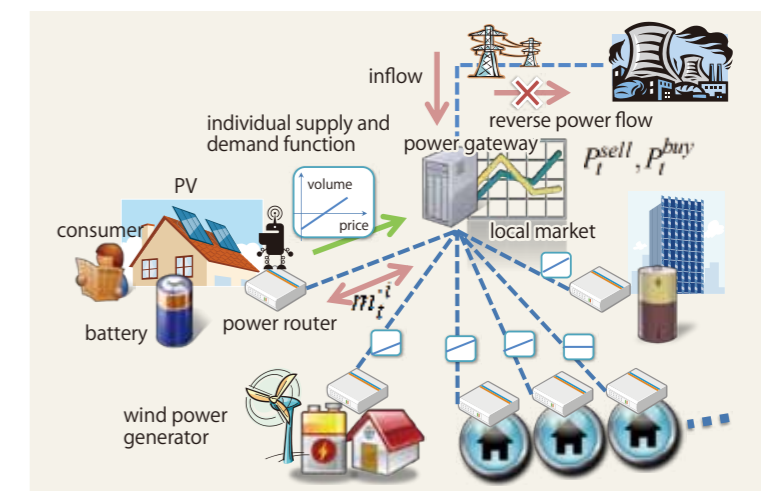 inflow
reverse power flow
individual supply and
demand function
power gateway
P_t^{sell}, P_t^{buy}
PV
volume
price
consumer
local market
m_t^{-i}
battery
power router
wind power
generator